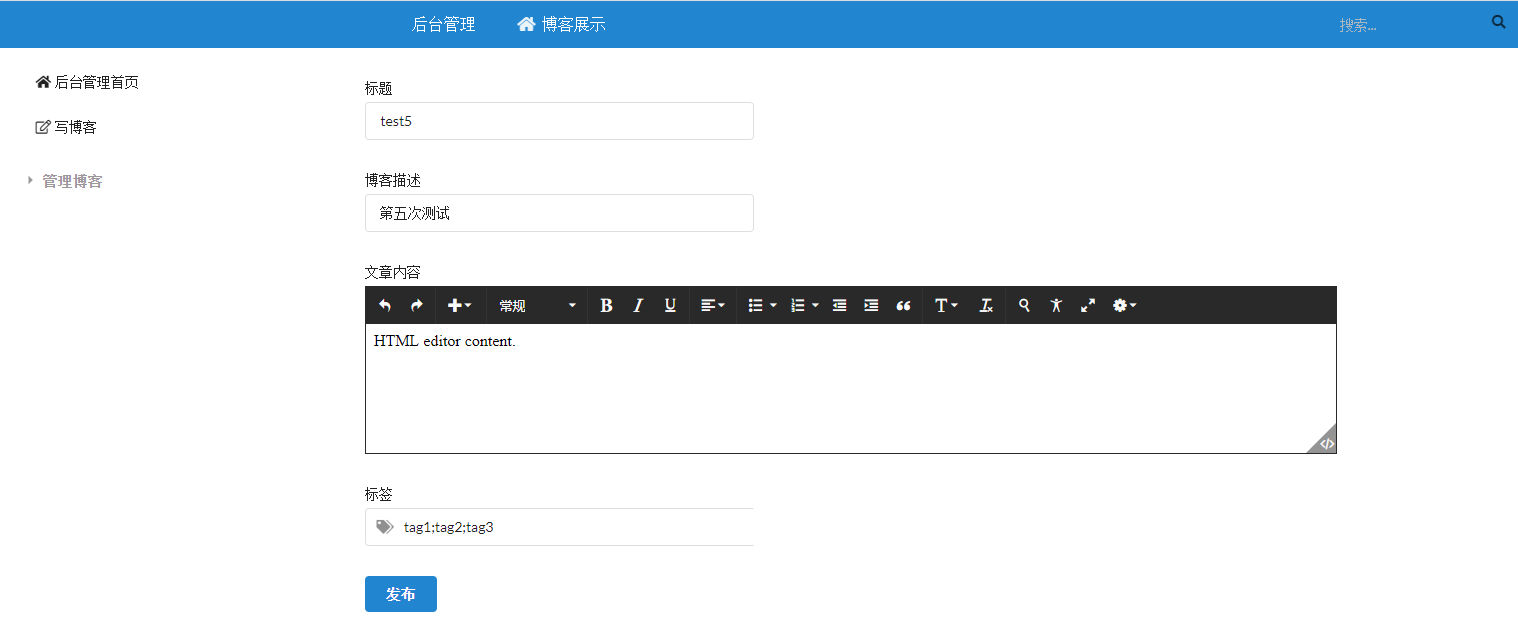 后台管理 博客展示 搜索...
后台管理首页
写博客
管理博客
标题
test5
博客描述
第五次测试
文章内容
常规 B I U T
HTML editor content.
标签
tag1;tag2;tag3
发布